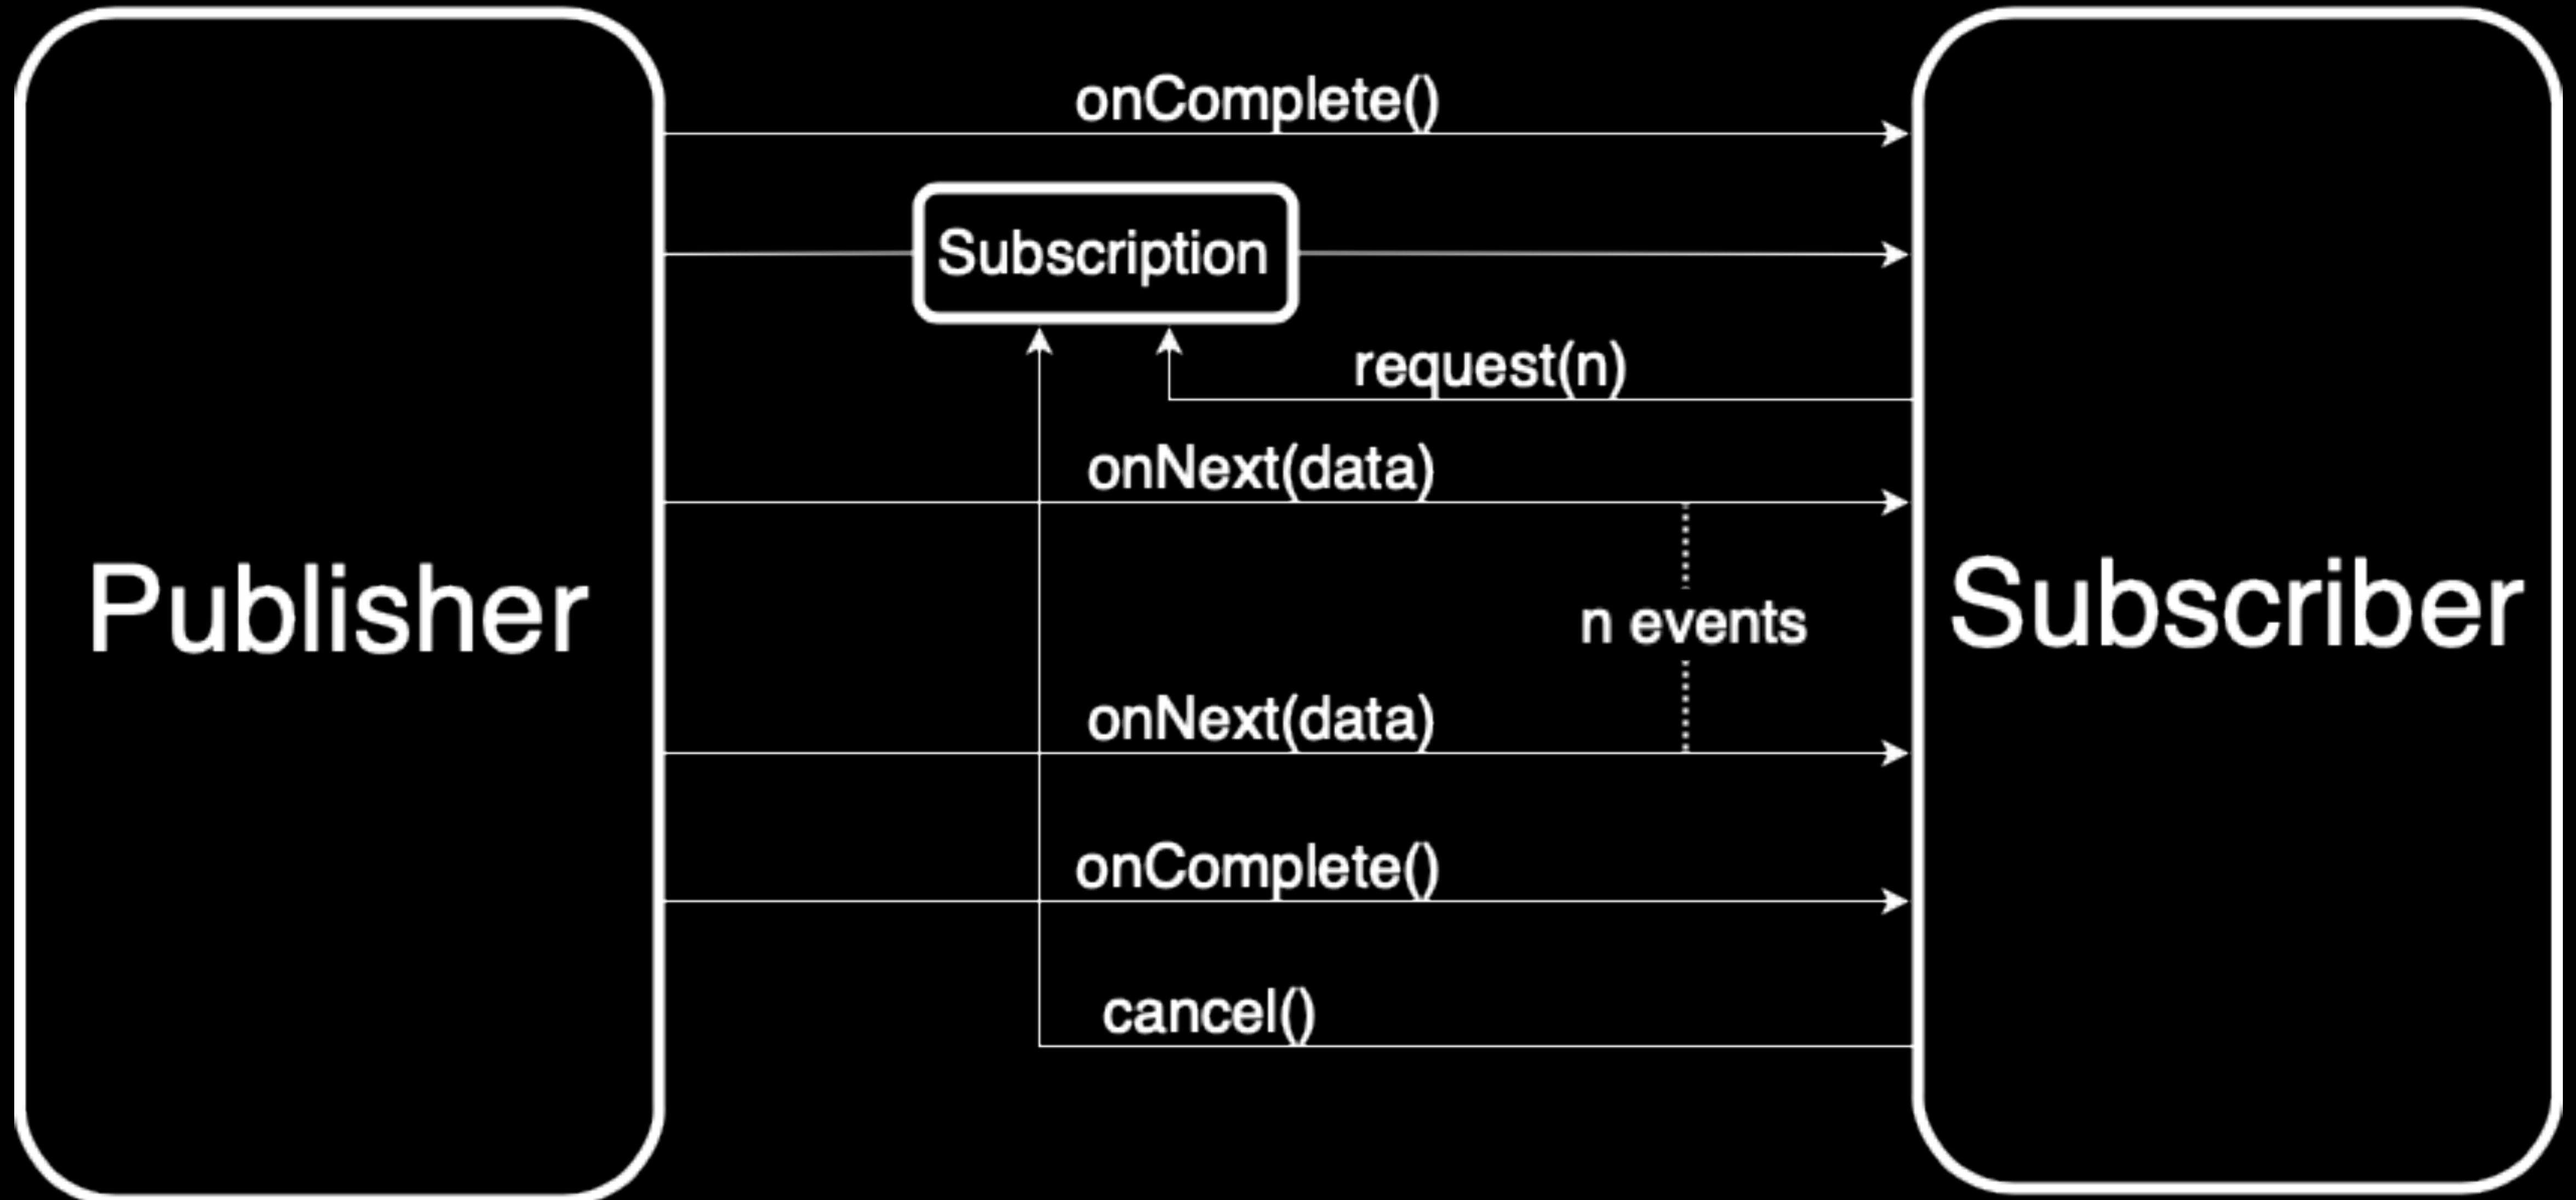 onComplete()
Subscription
request(n)
onNext(data)
Publisher
n events
Subscriber
onNext(data)
onComplete()
cancel()